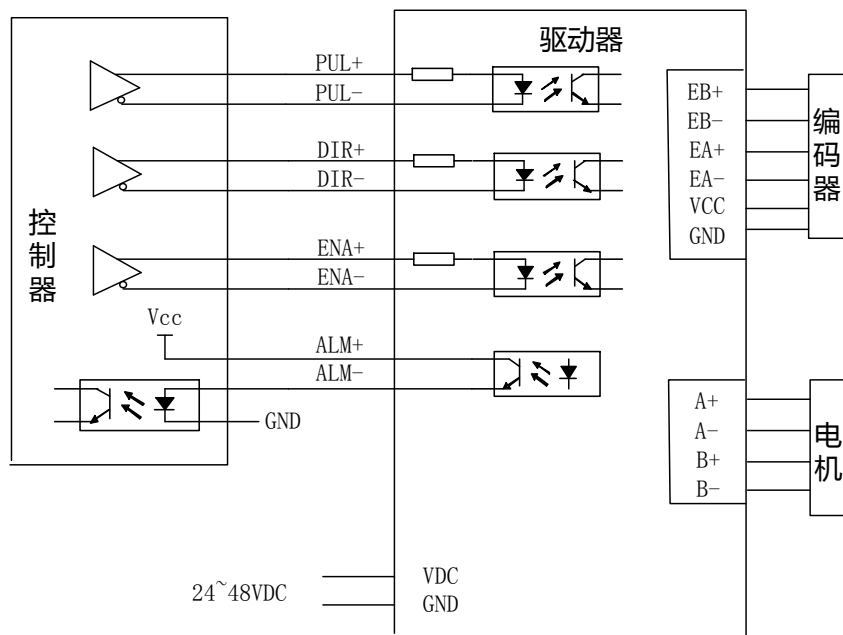 驱动器
控制器
PUL+
PUL-
DIR+
DIR-
ENA+
ENA-
Vcc
ALM+
ALM-
GND
EB+
EB-
EA+
EA-
VCC
GND
编码器
A+
A-
B+
B-
电机
24~48VDC
VDC
GND